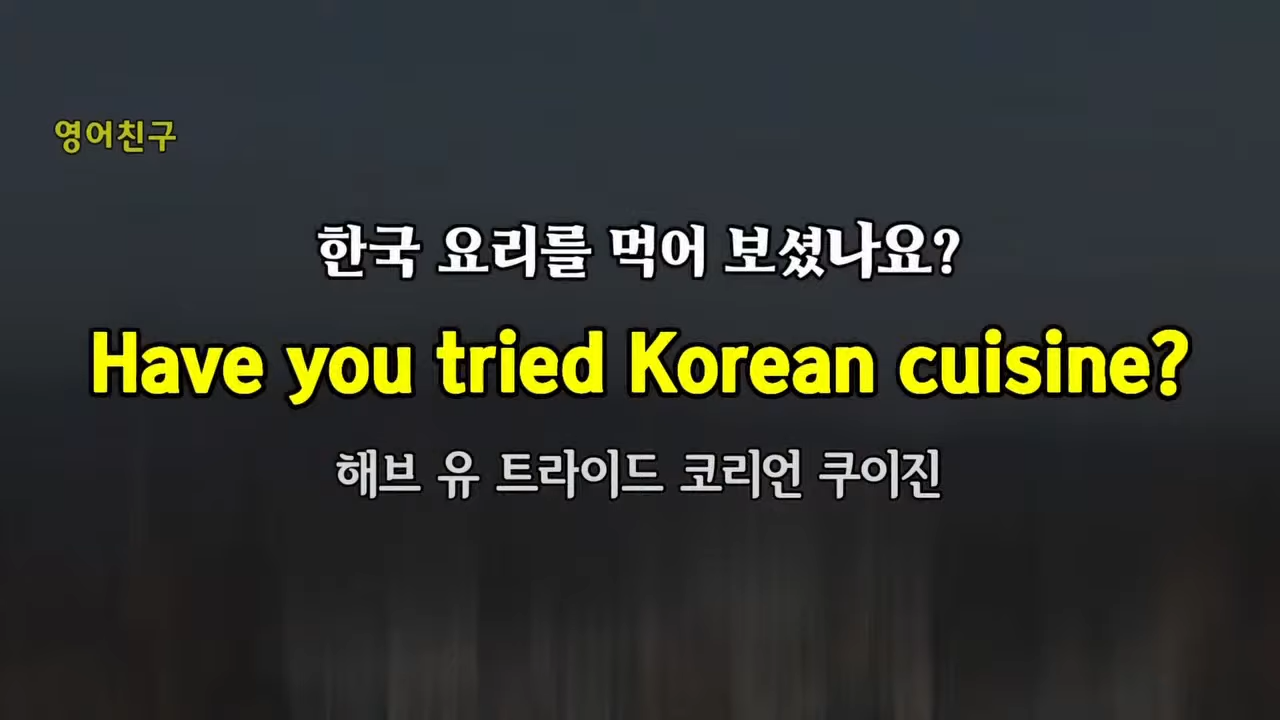 영어친구
한국 요리를 먹어 보셨나요?
Have you tried Korean cuisine?
해브 유 트라이드 코리언 쿠이진